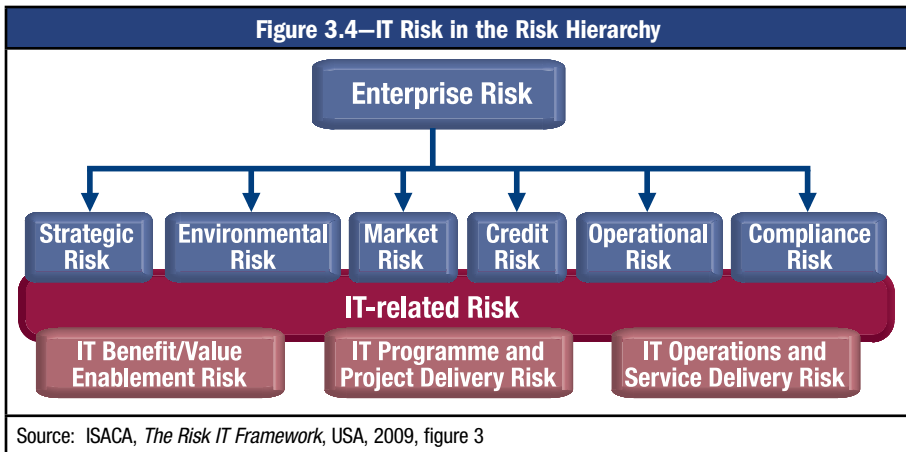 Figure 3.4—IT Risk in the Risk Hierarchy
Enterprise Risk
Strategic
Risk
Environmental
Risk
Market
Risk
Credit
Risk
Operational
Risk
Compliance
Risk
IT-related Risk
IT Benefit/Value
Enablement Risk
IT Programme and
Project Delivery Risk
IT Operations and
Service Delivery Risk
Source: ISACA, The Risk IT Framework, USA, 2009, figure 3